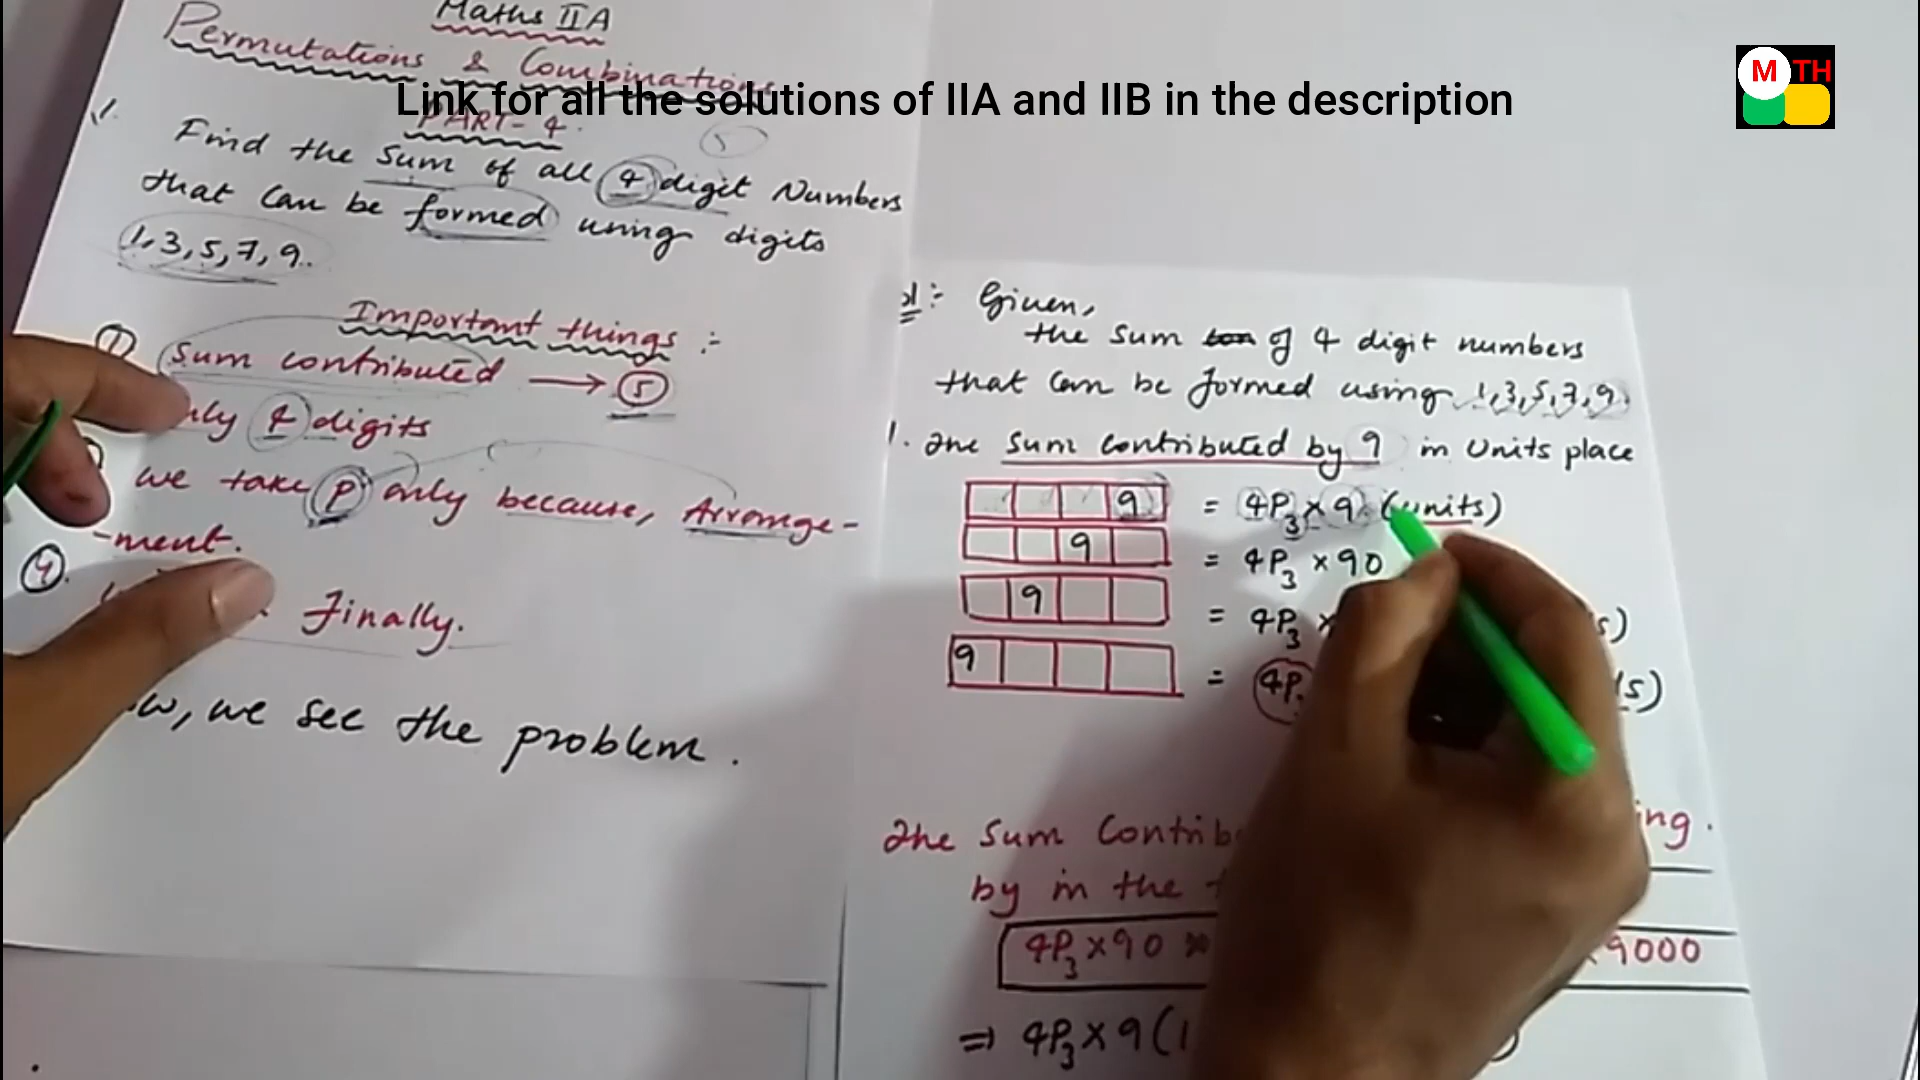 Maths IIA
Permutations & Combinations
Link for all the solutions of IIA and IIB in the description
M TH
PART-4.
1.
5
Find the sum of all 4 digit Numbers
that can be formed using digits
1,3,5,7,9.
Important things :-
1
Sum contributed → 5
4 digits
we take P only because, Arrange-
-ment.
4.
Finally.
we see the problem.
Given,
the sum of 4 digit numbers
that can be formed using 1,3,5,7,9.
1. The sum contributed by 9 in Units place
9 = 4P3 × 9 (units)
9 = 4P3 × 90
9 = 4P3 ×
9 = 4P
The sum
by in the
4P3 × 90
9000
=> 4P3 × 9 (1